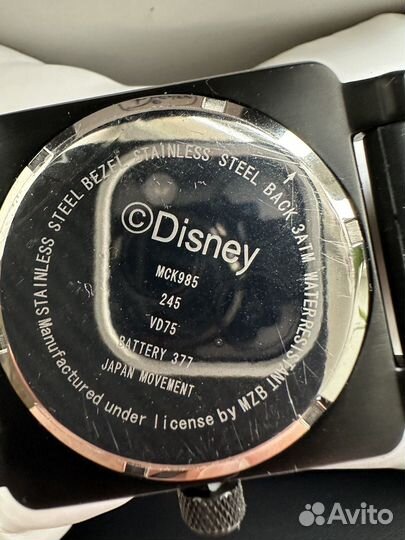 STAINLESS STEEL BEZEL STAINLESS STEEL BACK 3ATM WATER RESISTANT
©Disney
MCK985
245
VD75
BATTERY 377
JAPAN MOVEMENT
Manufactured under license by MZB
Avito